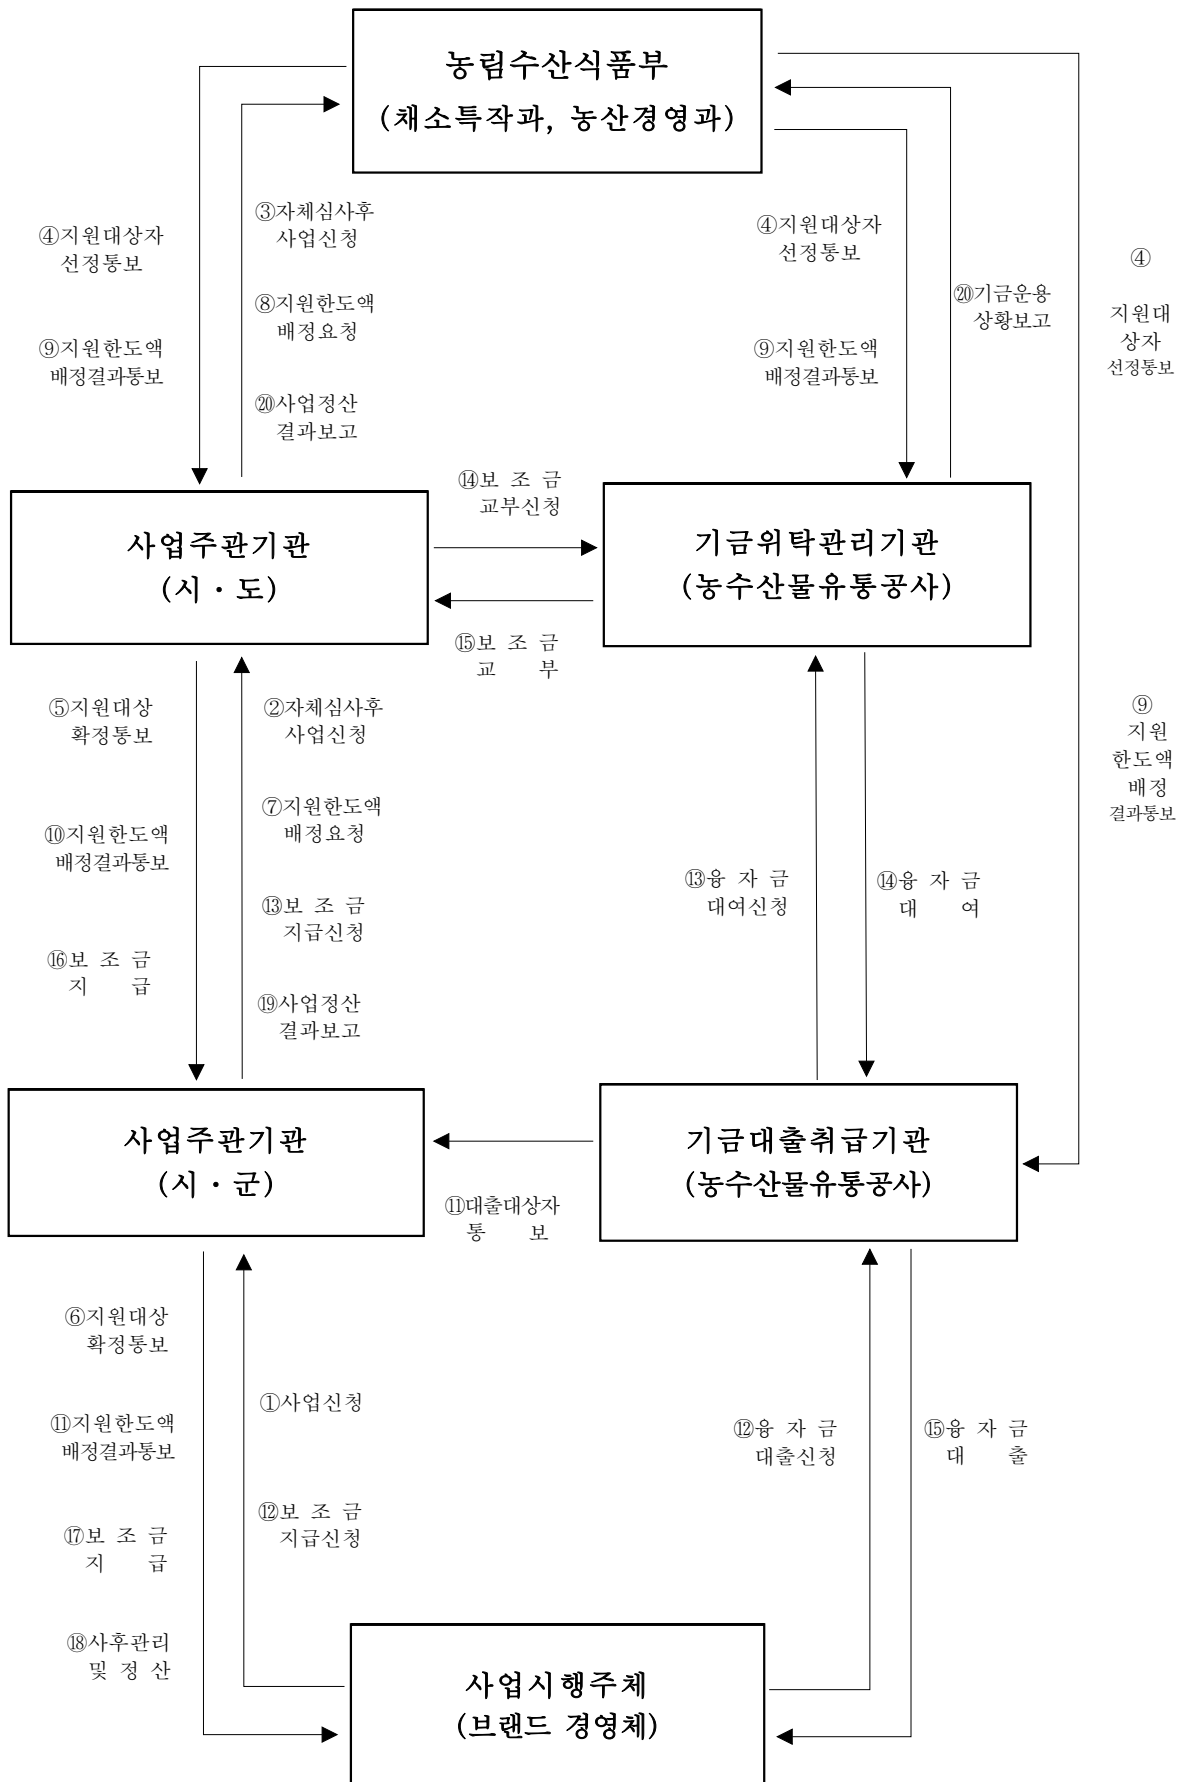 농림수산식품부
(채소특작과, 농산경영과)
③자체심사후
사업신청
④지원대상자
선정통보
④지원대상자
선정통보
④
지원대
상자
선정통보
⑧지원한도액
배정요청
⑳기금운용
상황보고
⑨지원한도액
배정결과통보
⑨지원한도액
배정결과통보
⑳사업정산
결과보고
⑭보 조 금
교부신청
사업주관기관
(시ㆍ도)
기금위탁관리기관
(농수산물유통공사)
⑮보 조 금
교 부
⑤지원대상
확정통보
②자체심사후
사업신청
⑨
지원
한도액
배정
결과통보
⑦지원한도액
배정요청
⑩지원한도액
배정결과통보
⑬융 자 금
대여신청
⑭융 자 금
대 여
⑬보 조 금
지급신청
⑯보 조 금
지 급
⑲사업정산
결과보고
사업주관기관
(시ㆍ군)
기금대출취급기관
(농수산물유통공사)
⑪대출대상자
통 보
⑥지원대상
확정통보
①사업신청
⑪지원한도액
배정결과통보
⑫융 자 금
대출신청
⑮융 자 금
대 출
⑫보 조 금
지급신청
⑰보 조 금
지 급
⑱사후관리
및 정 산
사업시행주체
(브랜드 경영체)